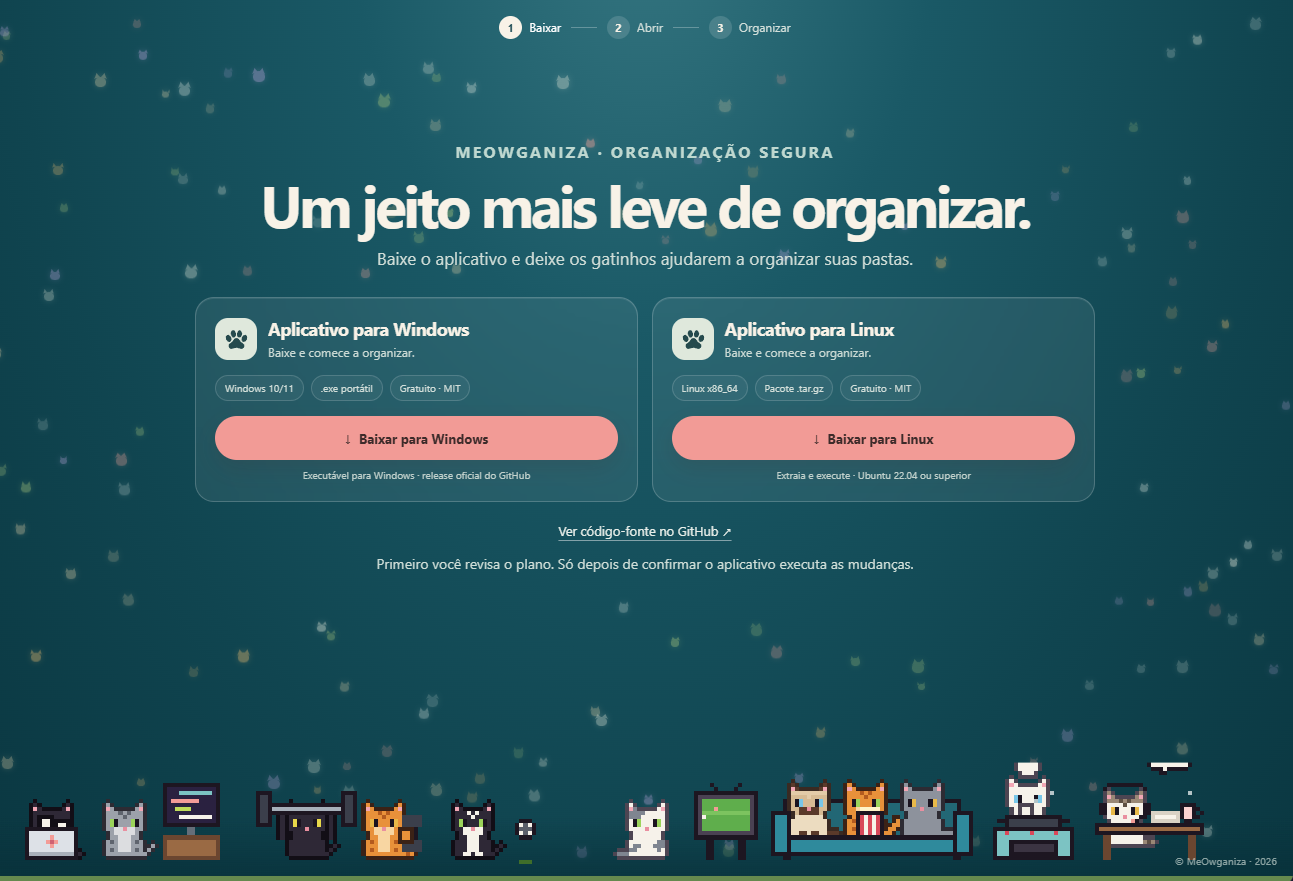 1 Baixar 2 Abrir 3 Organizar
MEOWGANIZA · ORGANIZAÇÃO SEGURA
Um jeito mais leve de organizar.
Baixe o aplicativo e deixe os gatinhos ajudarem a organizar suas pastas.
Aplicativo para Windows
Baixe e comece a organizar.
Windows 10/11 .exe portátil Gratuito · MIT
↓ Baixar para Windows
Executável para Windows · release oficial do GitHub
Aplicativo para Linux
Baixe e comece a organizar.
Linux x86_64 Pacote .tar.gz Gratuito · MIT
↓ Baixar para Linux
Extraia e execute · Ubuntu 22.04 ou superior
Ver código-fonte no GitHub ↗
Primeiro você revisa o plano. Só depois de confirmar o aplicativo executa as mudanças.
© MeOwganiza · 2026